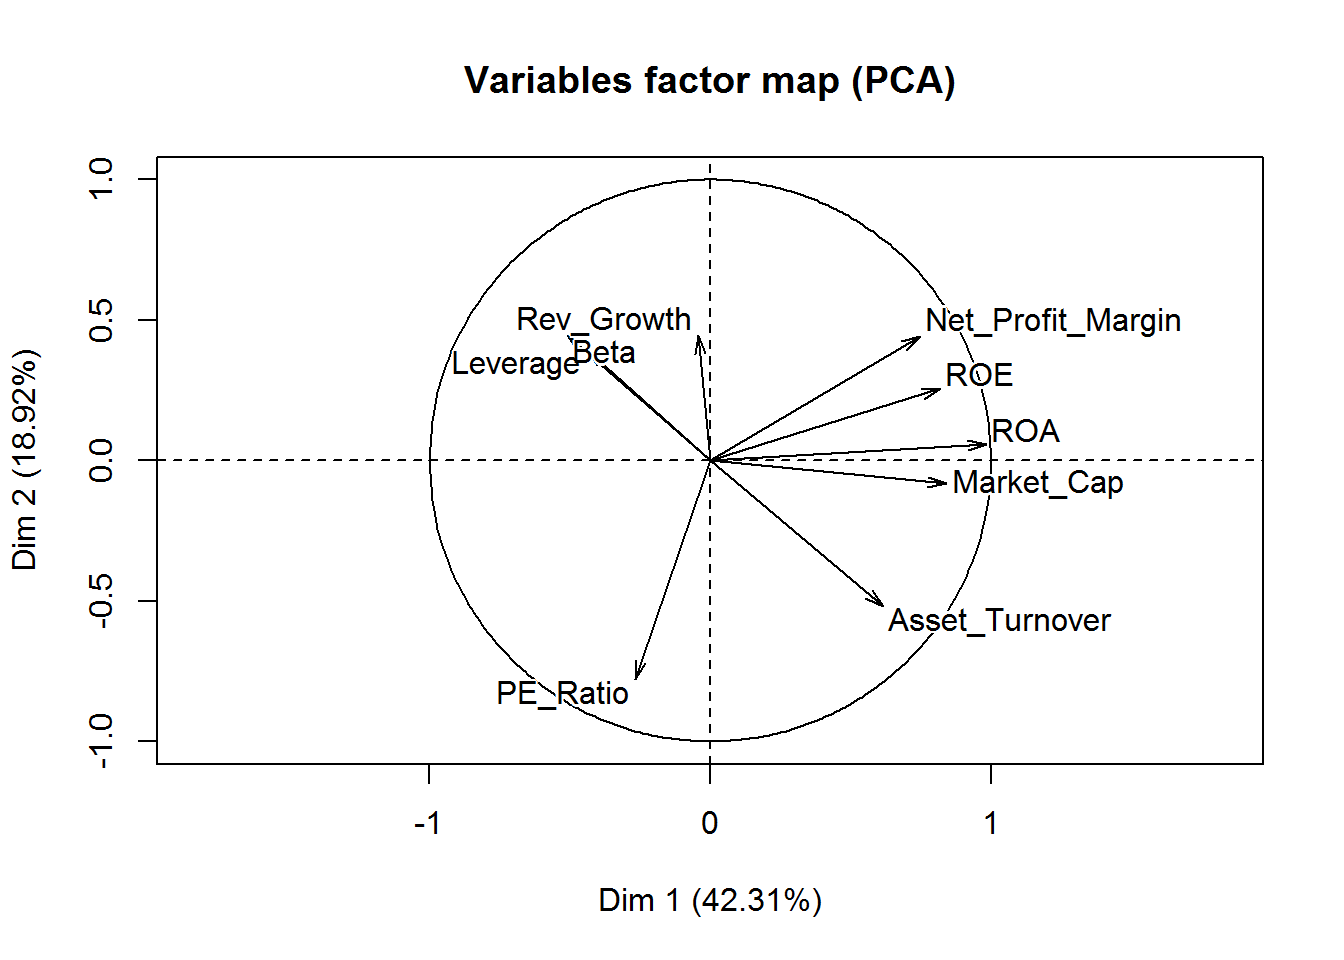 Variables factor map (PCA)
1.0
0.5
0.0
-0.5
-1.0
Dim 2 (18.92%)
Rev_Growth
Beta
Leverage
Net_Profit_Margin
ROE
ROA
Market_Cap
Asset_Turnover
PE_Ratio
-1 0 1
Dim 1 (42.31%)